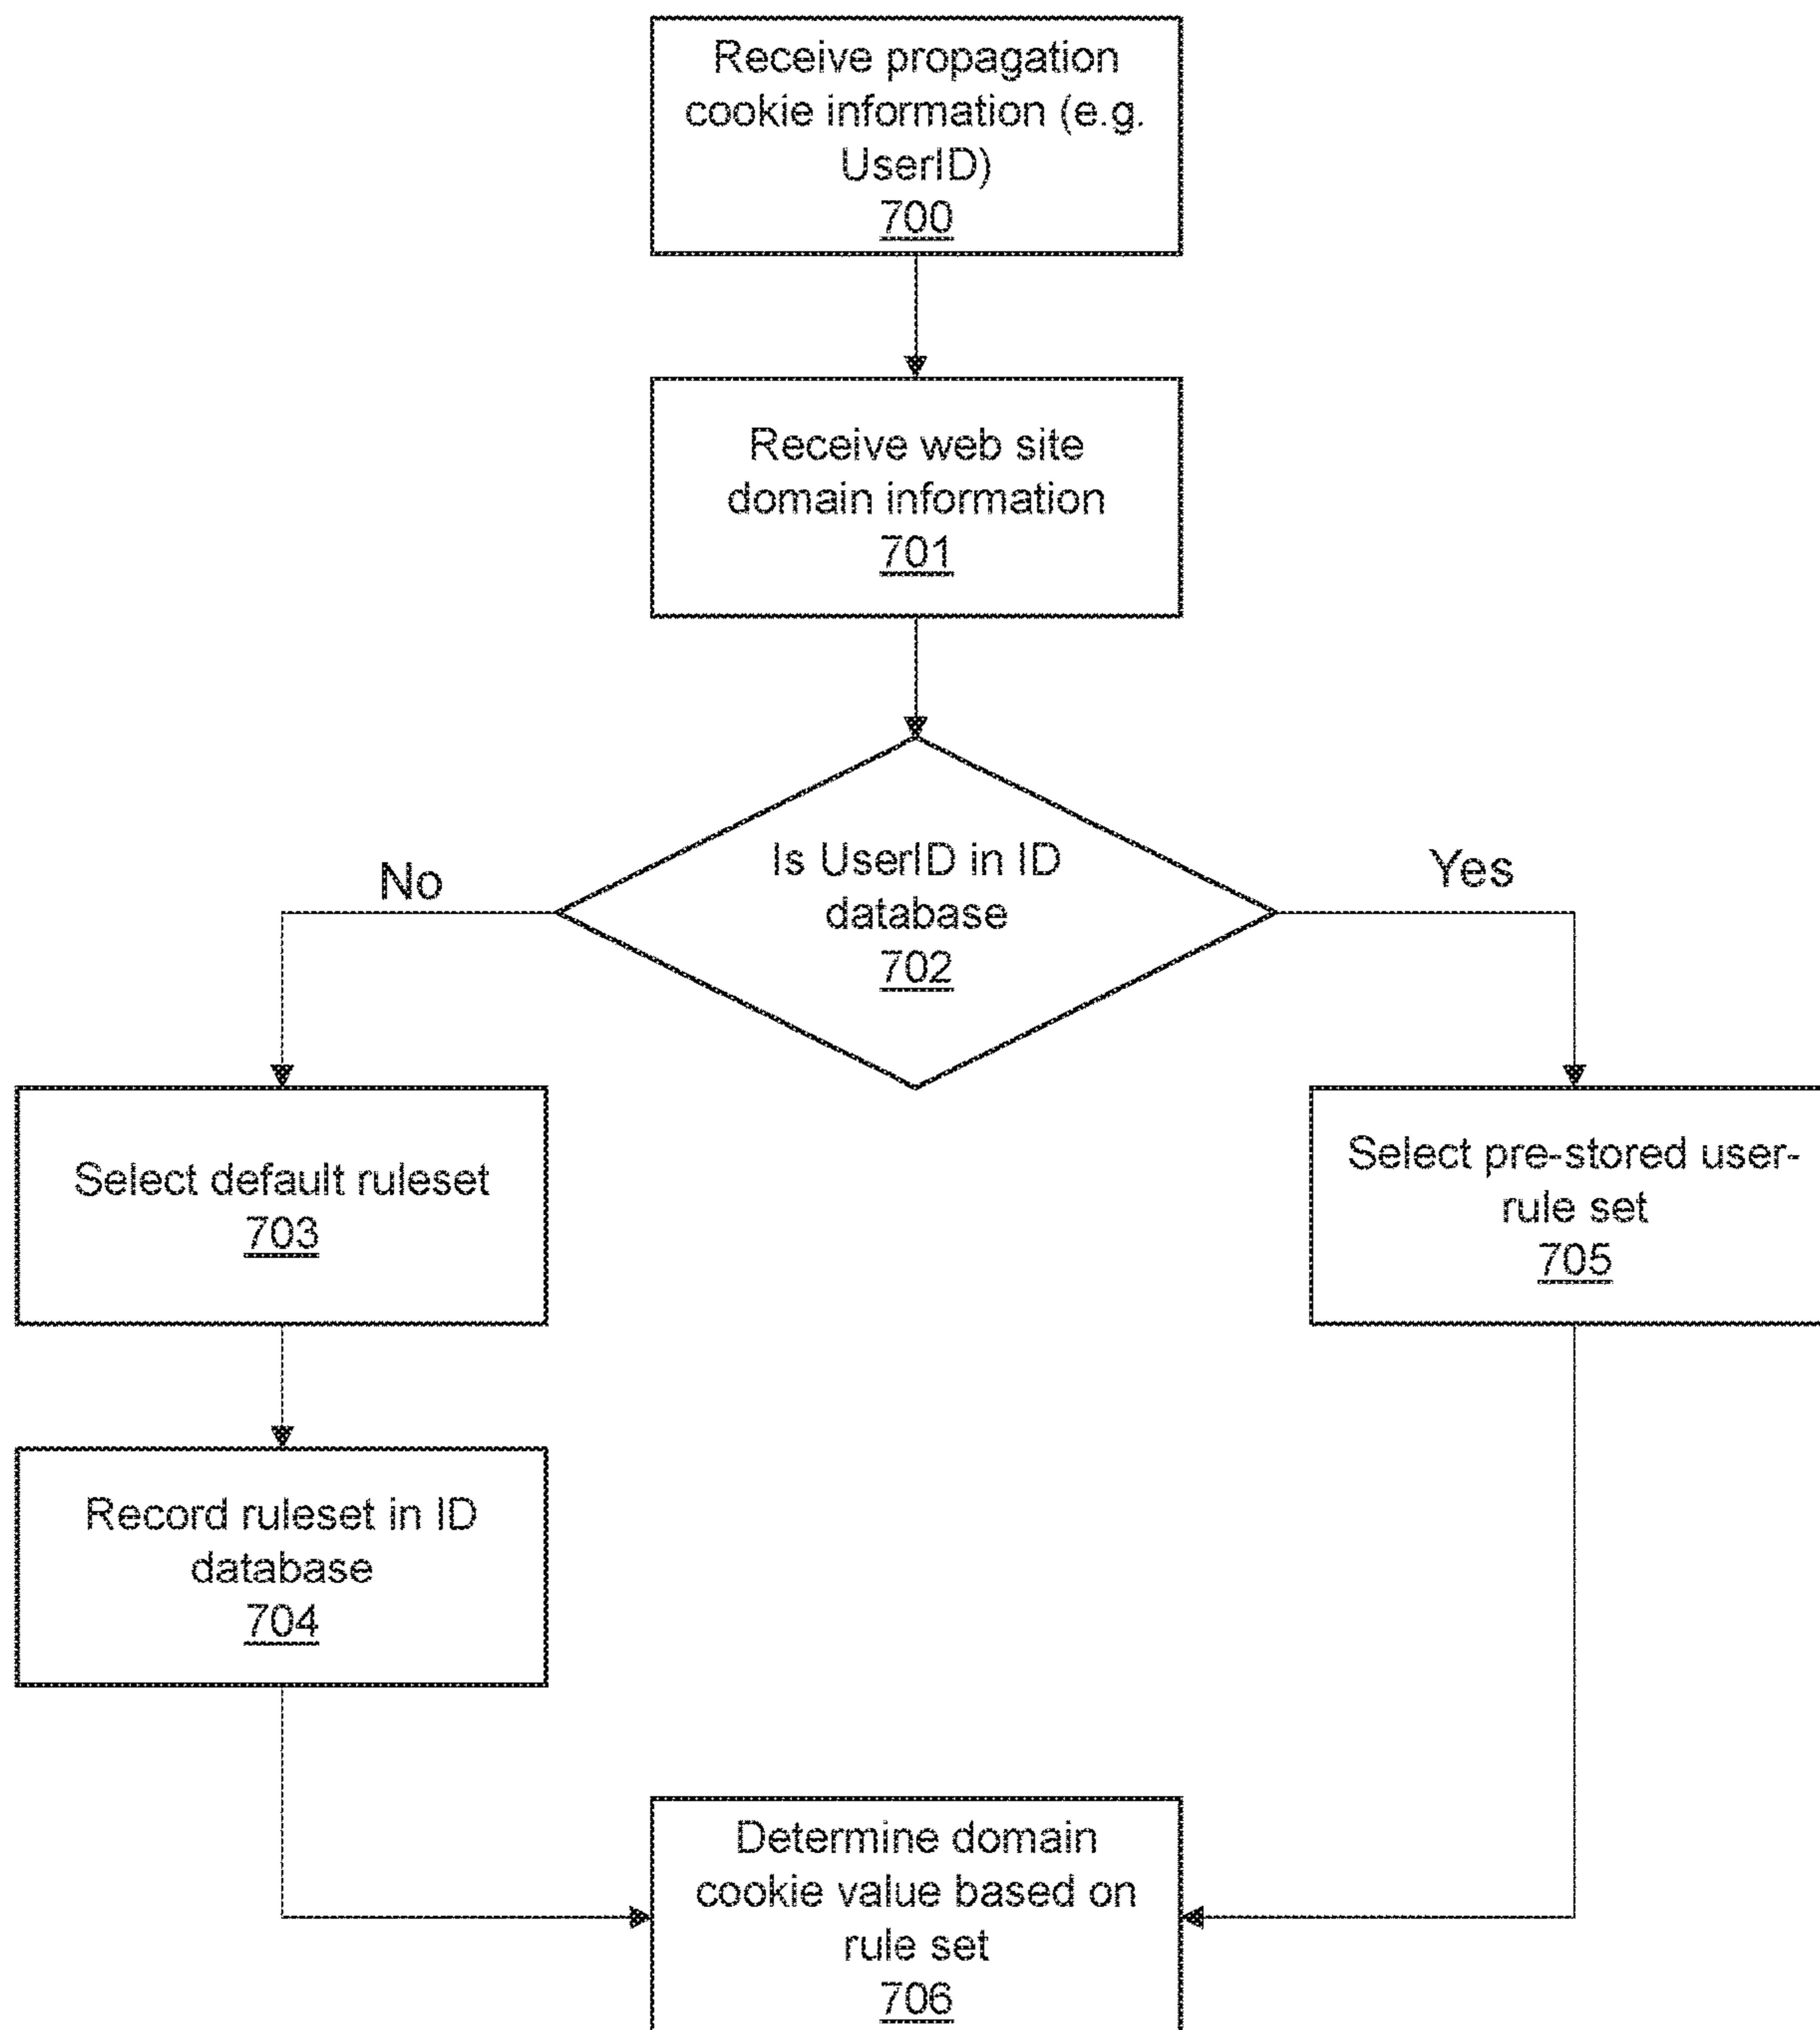 Receive propagation
cookie information (e.g.
UserID)
700
Receive web site
domain information
701
Is UserID in ID
database
702
No
Yes
Select default ruleset
703
Select pre-stored user-
rule set
705
Record ruleset in ID
database
704
Determine domain
cookie value based on
rule set
706